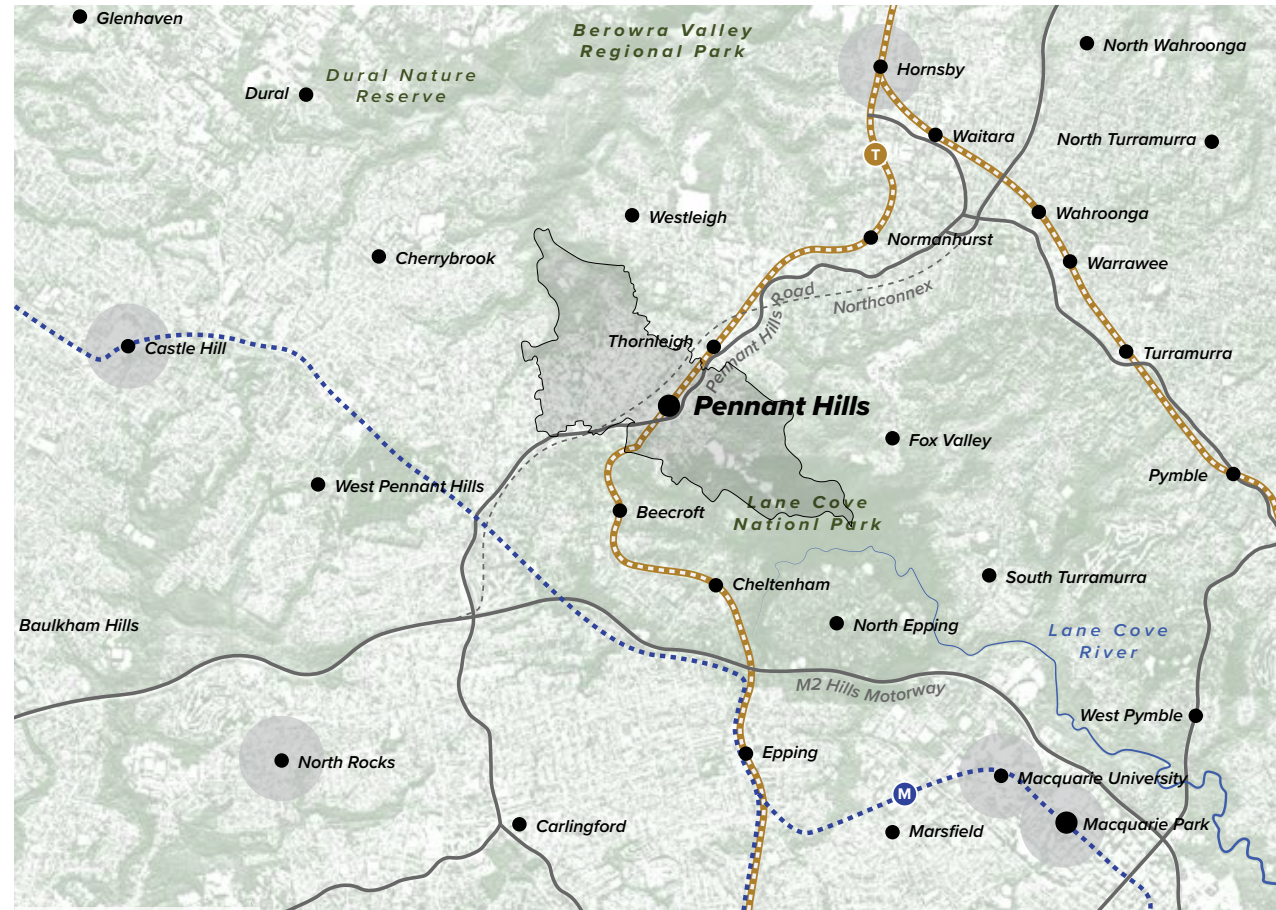 Glenhaven
Berowra Valley
Regional Park
North Wahroonga
Hornsby
Dural Nature
Reserve
Dural
Waitara
North Turramurra
T
Westleigh
Wahroonga
Normanhurst
Cherrybrook
Warrawee
Road
Northconnex
Castle Hill
Thornleigh
Pennant Hills
Turramurra
Pennant Hills
Fox Valley
Pymble
West Pennant Hills
Lane Cove
Nationl Park
Beecroft
South Turramurra
Cheltenham
Baulkham Hills
North Epping
Lane Cove
River
M2 Hills Motorway
West Pymble
Epping
North Rocks
Macquarie University
M
Carlingford
Marsfield
Macquarie Park